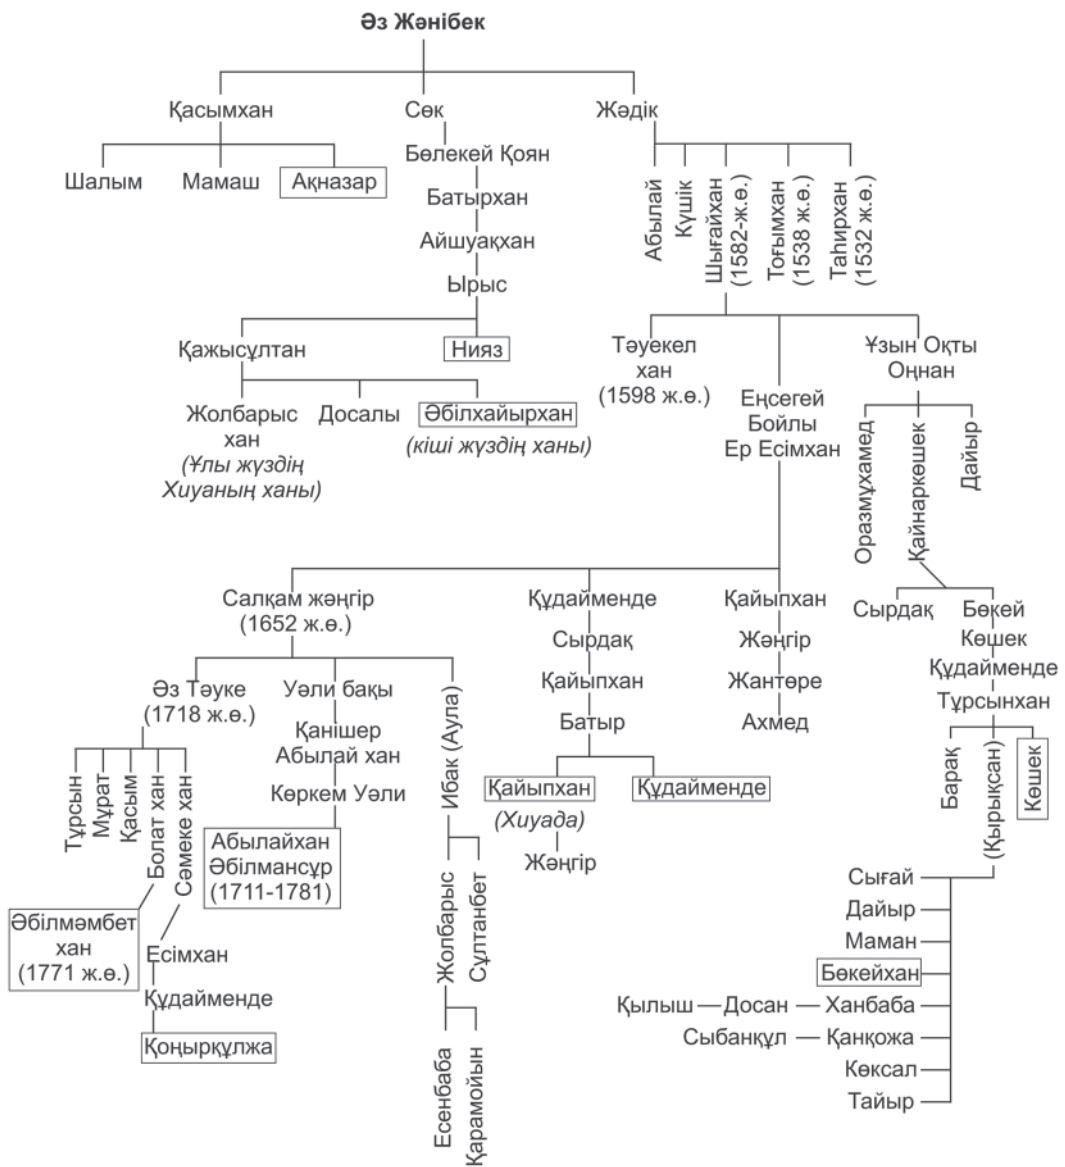 Әз Жәнібек
Қасымхан
Сөк
Жәдік
Шалым
Мамаш
Ақназар
Бөлекей Қоян
Батырхан
Айшуақхан
Ырыс
Абылай
Күшік
Шығайхан
(1582-ж.ө.)
Тоғымхан
(1538 ж.ө.)
Таһирхан
(1532 ж.ө.)
Қажысұлтан
Нияз
Жолбарыс
хан
(Ұлы жүздің
Хиуаның ханы)
Досалы
Әбілхайырхан
(кіші жүздің ханы)
Тәуекел
хан
(1598 ж.ө.)
Еңсегей
Бойлы
Ер Есімхан
Ұзын Оқты
Оңнан
Оразмұхамед
Қайнаркөшек
Дайыр
Сырдақ
Бөкей
Көшек
Құдайменде
Тұрсынхан
Барақ
(Қырықсан)
Көшек
Салқам жәңгір
(1652 ж.ө.)
Құдайменде
Сырдақ
Қайыпхан
Батыр
Қайыпхан
(Хиуада)
Жәңгір
Құдайменде
Қайыпхан
Жәңгір
Жантөре
Ахмед
Әз Тәуке
(1718 ж.ө.)
Уәли бақы
Қанішер
Абылай хан
Көркем Уәли
Абылайхан
Әбілмансұр
(1711-1781)
Ибак (Аула)
Тұрсын
Мұрат
Қасым
Болат хан
Сәмеке хан
Әбілмәмбет
хан
(1771 ж.ө.)
Есімхан
Құдайменде
Қоңырқұлжа
Жолбарыс
Сұлтанбет
Есенбаба
Қарамойын
Сығай
Дайыр
Маман
Бөкейхан
Қылыш — Досан — Ханбаба
Сыбанқұл — Қанқожа
Көксал
Тайыр